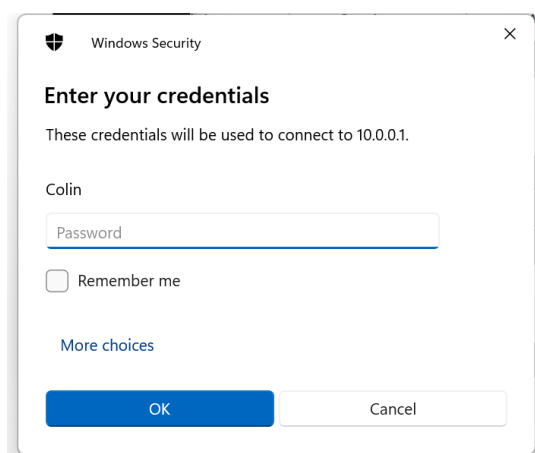 Windows Security
Enter your credentials
These credentials will be used to connect to 10.0.0.1.
Colin
Password
Remember me
More choices
OK Cancel